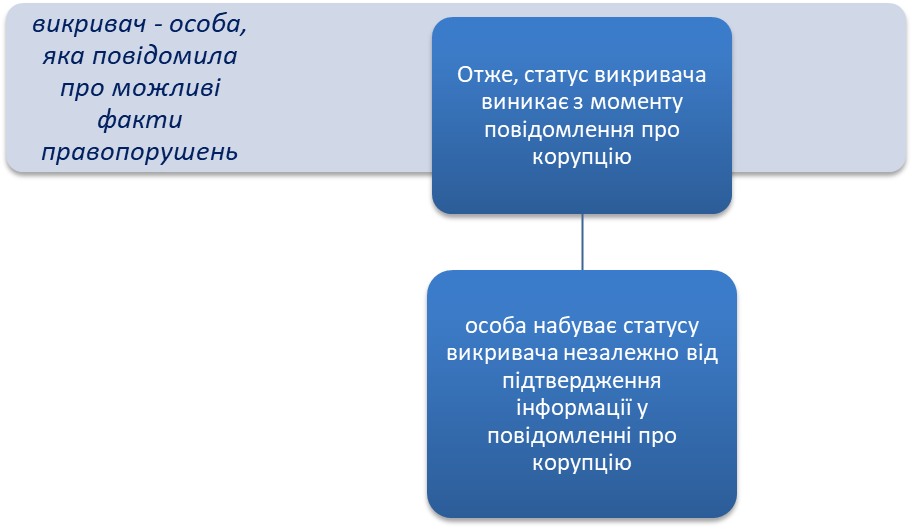 викривач - особа,
яка повідомила
про можливі
факти
правопорушень
Отже, статус викривача
виникає з моменту
повідомлення про
корупцію
особа набуває статусу
викривача незалежно від
підтвердження
інформації у
повідомленні про
корупцію